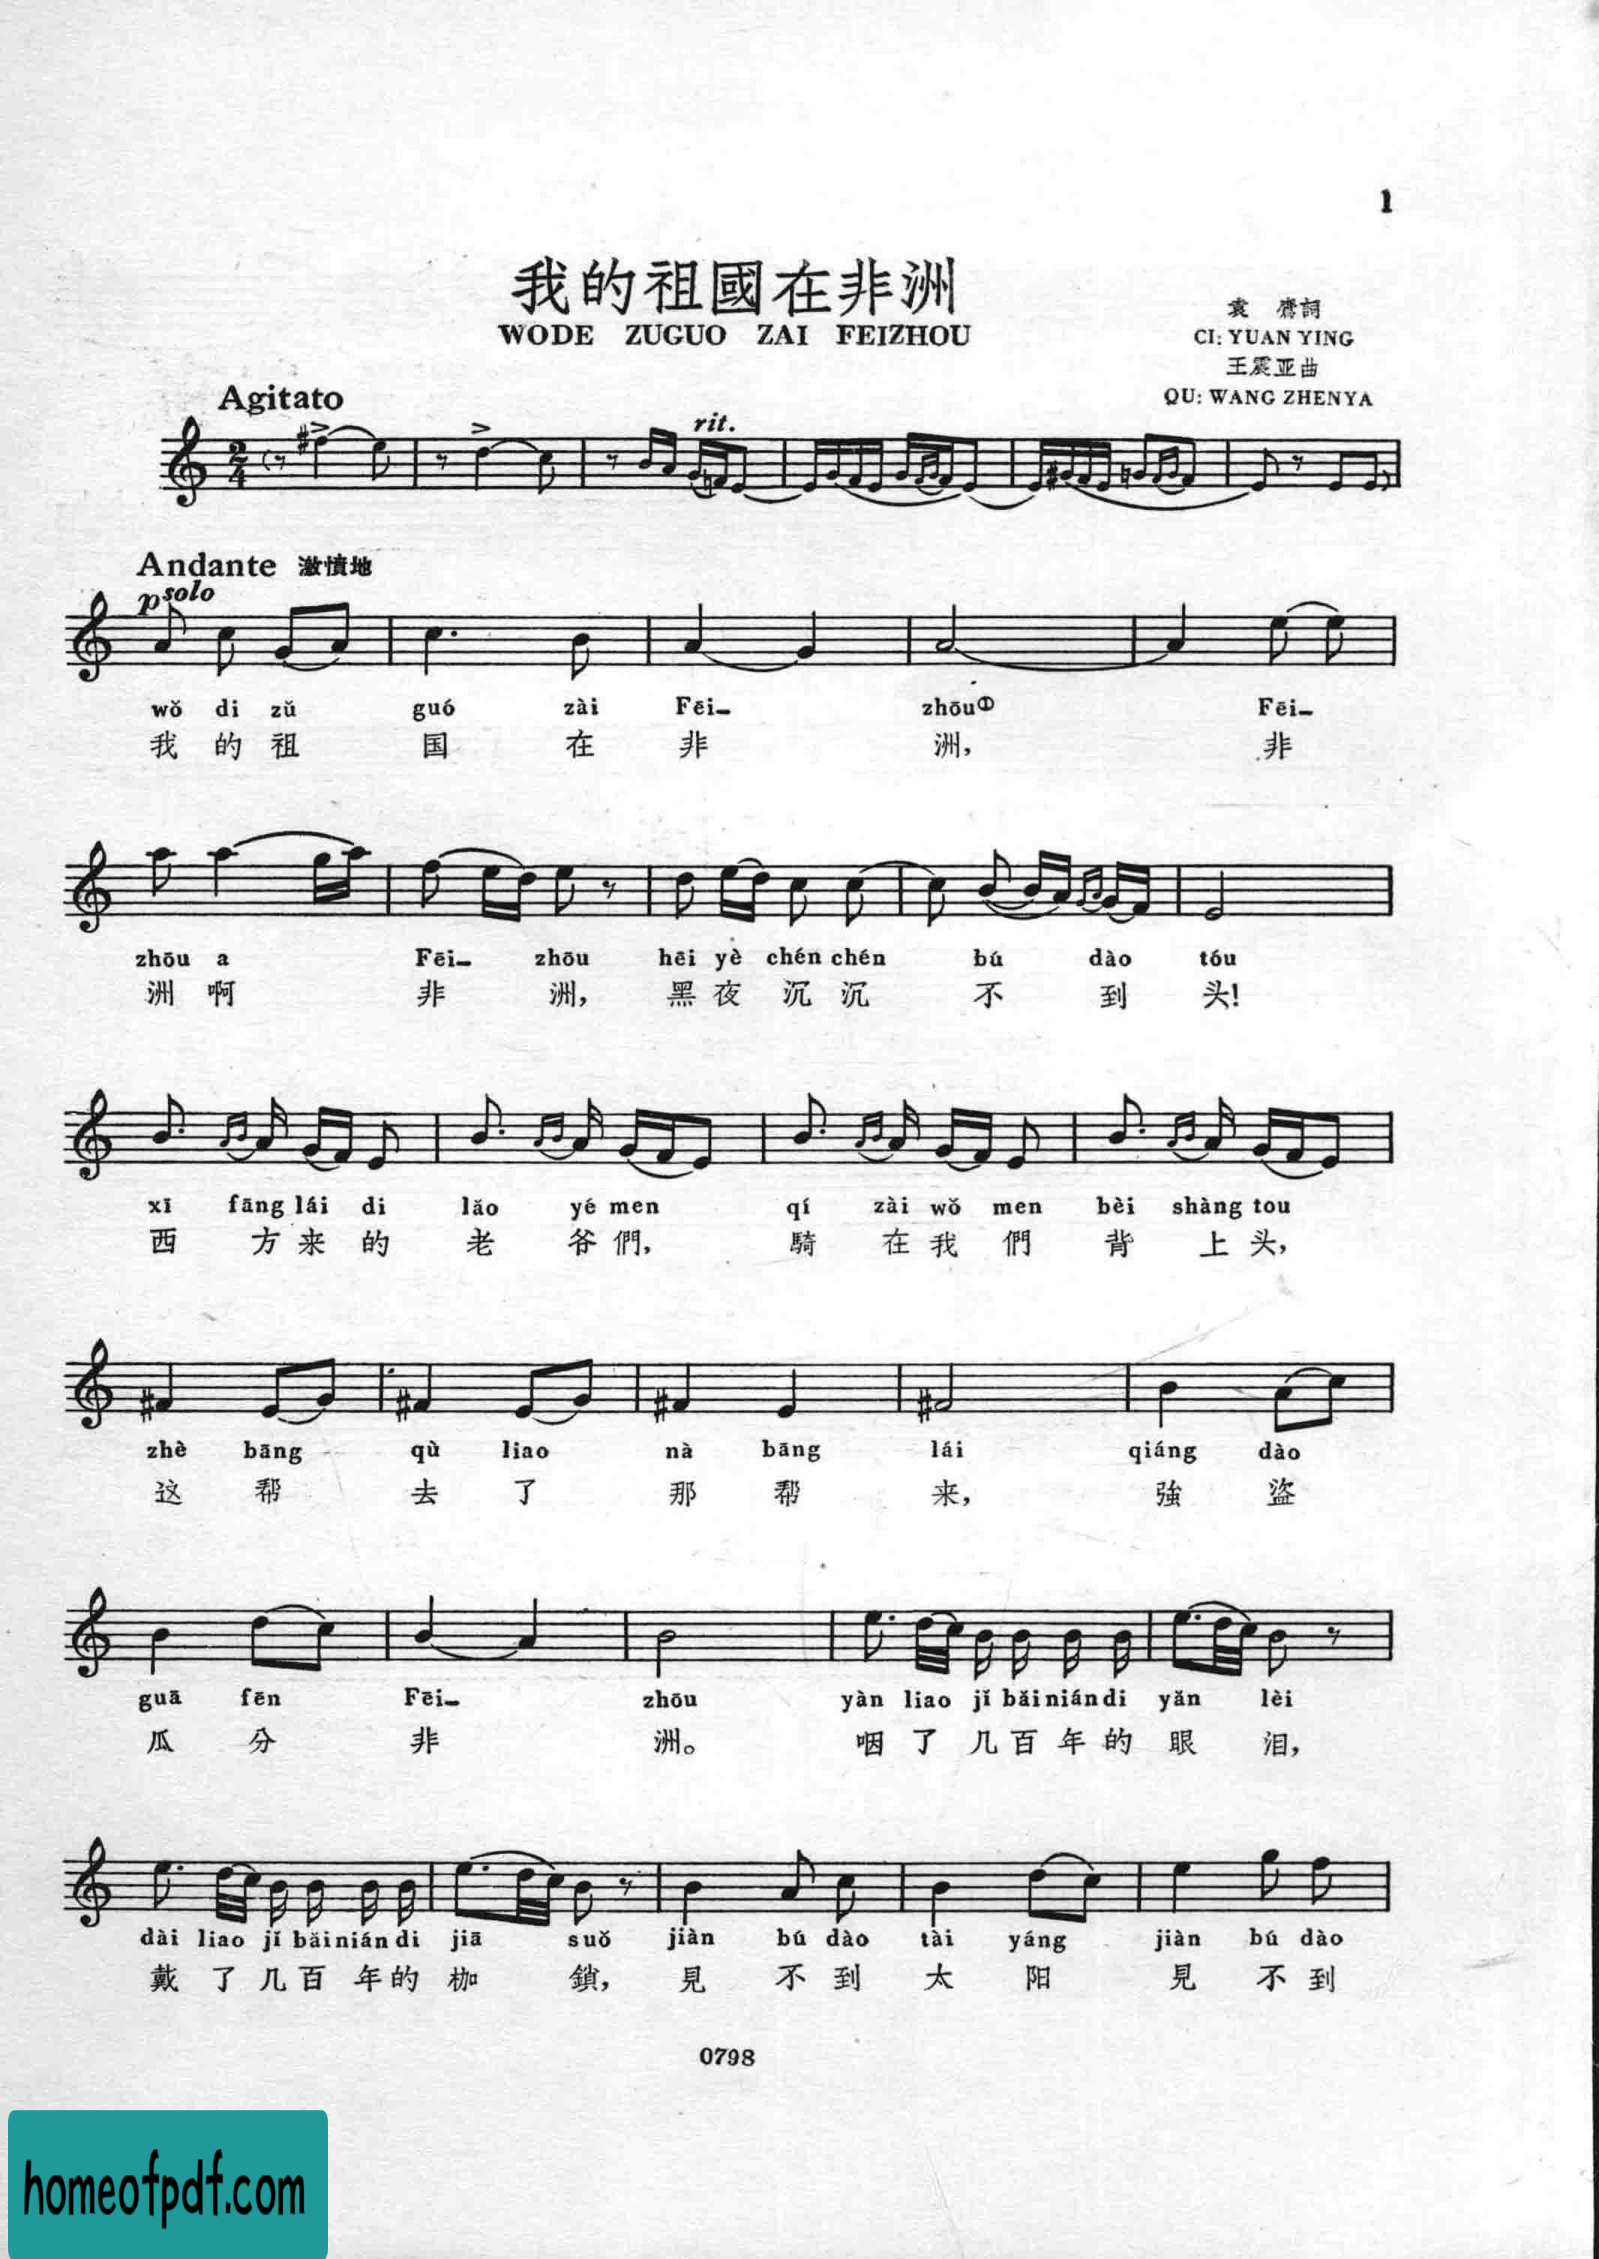 1
我的祖國在非洲
WODE ZUGUO ZAI FEIZHOU
袁 鹰詞
CI: YUAN YING
王震亚曲
QU: WANG ZHENYA
Agitato
rit.
Andante 激愤地
p solo
wǒ di zǔ guó zài Fēi- zhōu① Fēi-
我 的 祖 国 在 非 洲, 非
zhōu a Fēi- zhōu hēi yè chén chén bú dào tóu
洲 啊 非 洲, 黑 夜 沉 沉 不 到 头!
xī fāng lái di lǎo yé men qí zài wǒ men bèi shàng tou
西 方 来 的 老 爷 們, 騎 在 我 們 背 上 头,
zhè bāng qù liao nà bāng lái qiáng dào
这 帮 去 了 那 帮 来, 強 盗
guā fēn Fēi- zhōu yàn liao jǐ bǎi nián di yǎn lèi
瓜 分 非 洲。 咽 了 几 百 年 的 眼 泪,
dài liao jǐ bǎi nián di jiā suǒ jiàn bú dào tài yáng jiàn bú dào
戴 了 几 百 年 的 枷 鎖, 見 不 到 太 阳 見 不 到
0798
homeofpdf.com